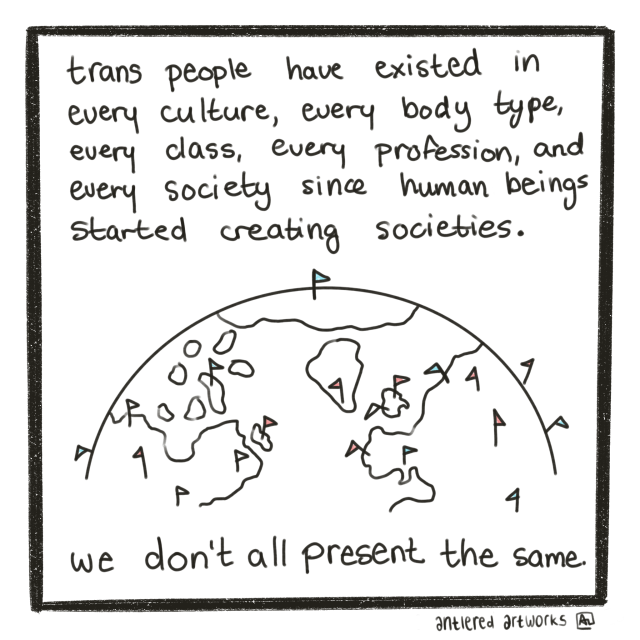 trans people have existed in
every culture, every body type,
every class, every profession, and
every society since human beings
started creating societies.
we don't all present the same.
antlered artworks